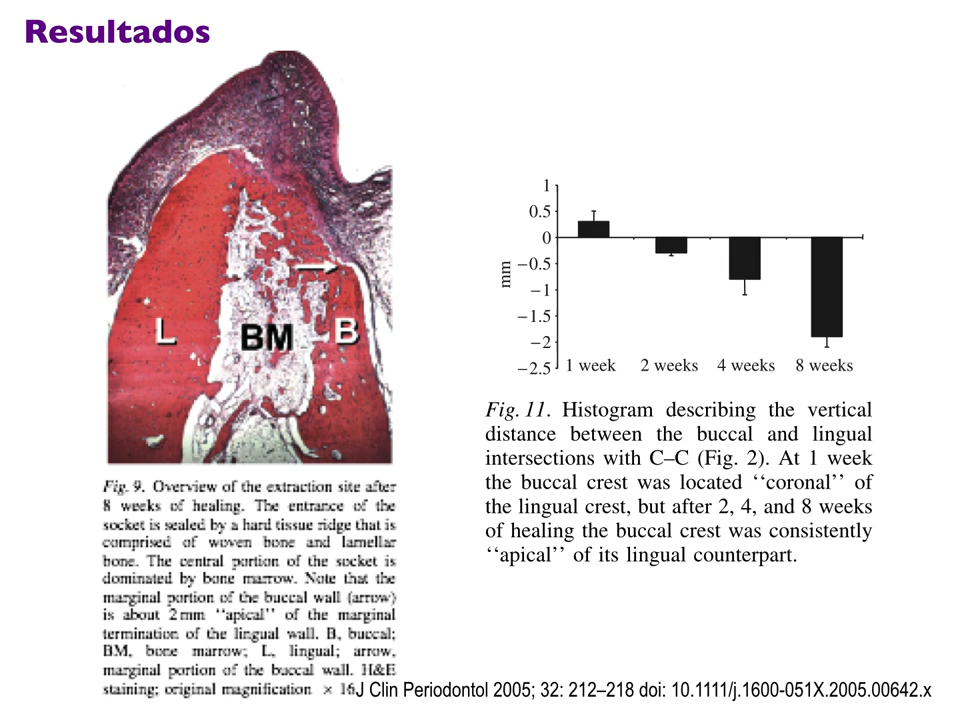 Resultados
L
BM
B
Fig. 9. Overview of the extraction site after
8 weeks of healing. The entrance of the
socket is sealed by a hard tissue ridge that is
comprised of woven bone and lamellar
bone. The central portion of the socket is
dominated by bone marrow. Note that the
marginal portion of the buccal wall (arrow)
is about 2 mm ‘‘apical’’ of the marginal
termination of the lingual wall. B, buccal;
BM, bone marrow; L, lingual; arrow,
marginal portion of the buccal wall. H&E
staining; original magnification × 16.
1
0.5
0
−0.5
−1
−1.5
−2
−2.5
mm
1 week 2 weeks 4 weeks 8 weeks
Fig. 11. Histogram describing the vertical
distance between the buccal and lingual
intersections with C–C (Fig. 2). At 1 week
the buccal crest was located ‘‘coronal’’ of
the lingual crest, but after 2, 4, and 8 weeks
of healing the buccal crest was consistently
‘‘apical’’ of its lingual counterpart.
J Clin Periodontol 2005; 32: 212–218 doi: 10.1111/j.1600-051X.2005.00642.x